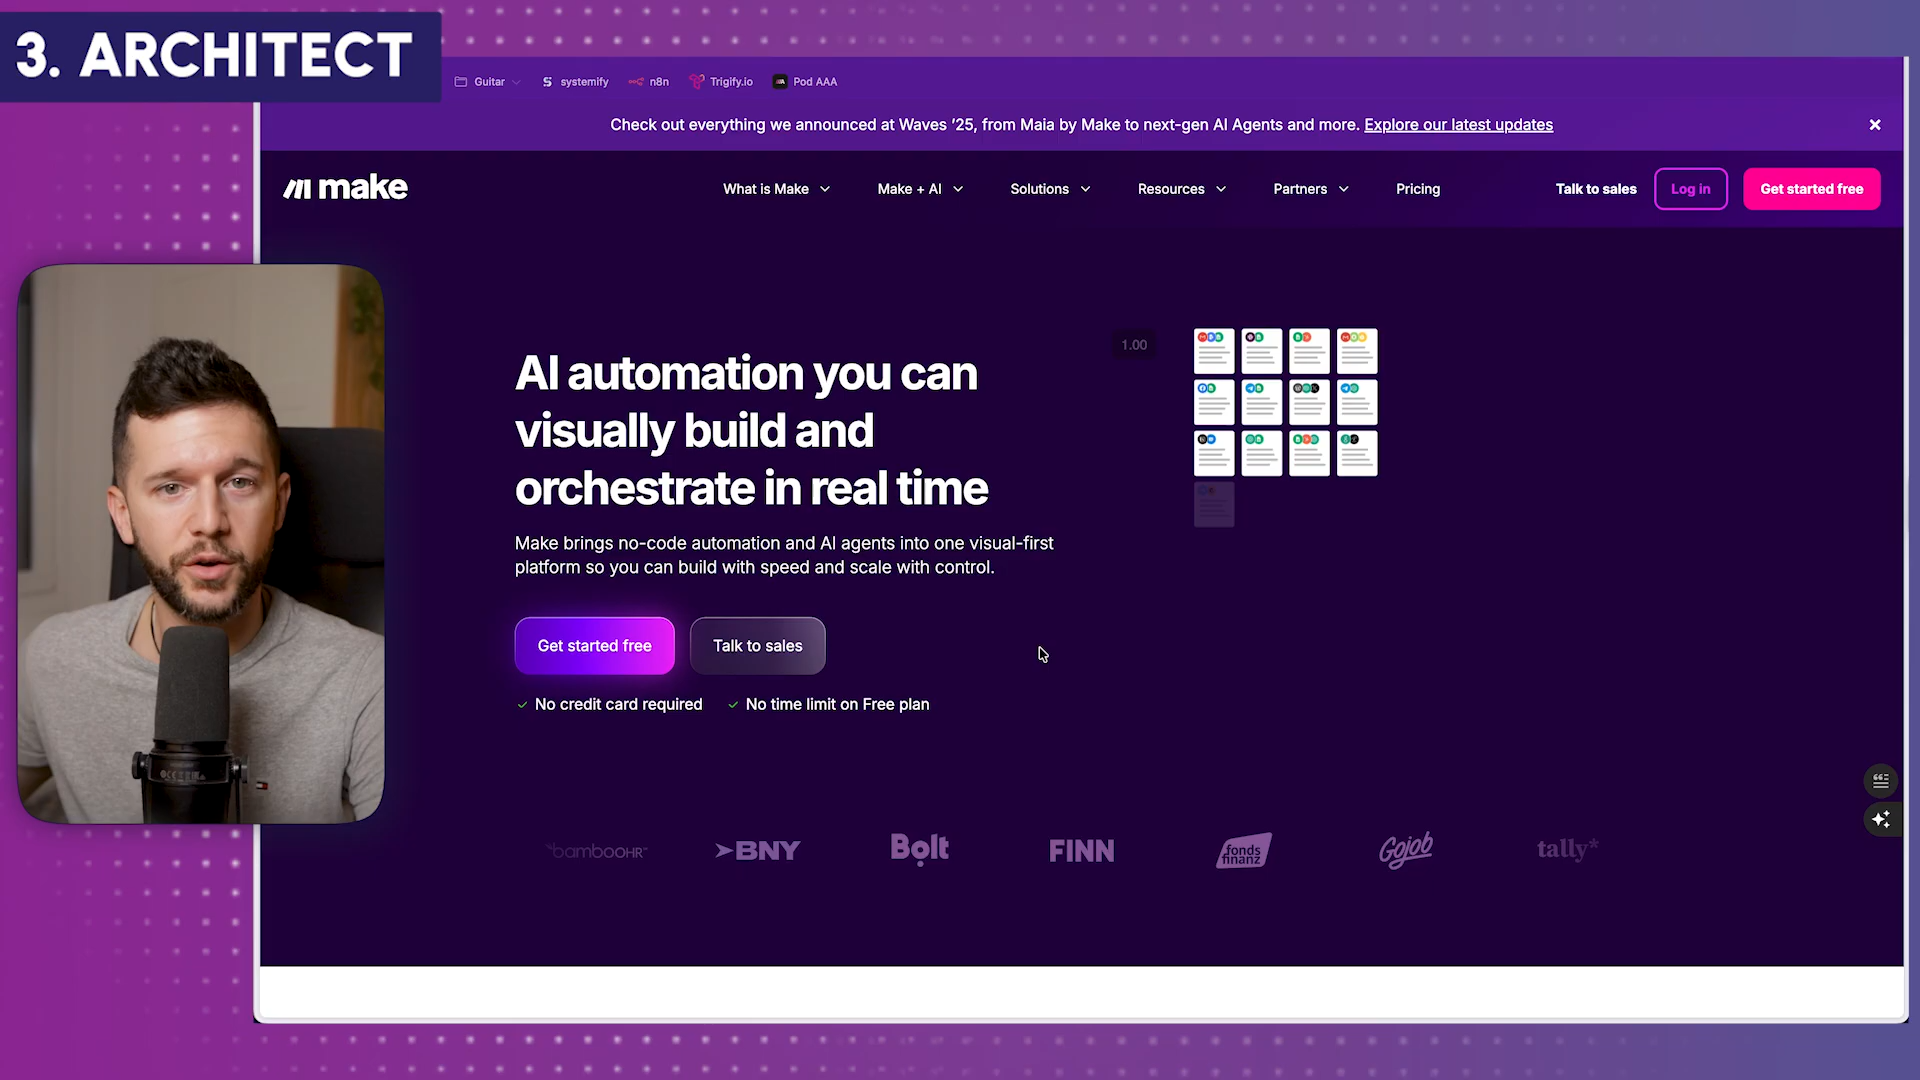 3. ARCHITECT
Guitar systemify n8n Trigify.io Pod AAA
Check out everything we announced at Waves '25, from Maia by Make to next-gen AI Agents and more. Explore our latest updates
make What is Make Make + AI Solutions Resources Partners Pricing Talk to sales Log in Get started free
1.00
AI automation you can
visually build and
orchestrate in real time
Make brings no-code automation and AI agents into one visual-first
platform so you can build with speed and scale with control.
Get started free Talk to sales
No credit card required No time limit on Free plan
bambooHR BNY Bolt FINN fonds finanz Gojob tally*